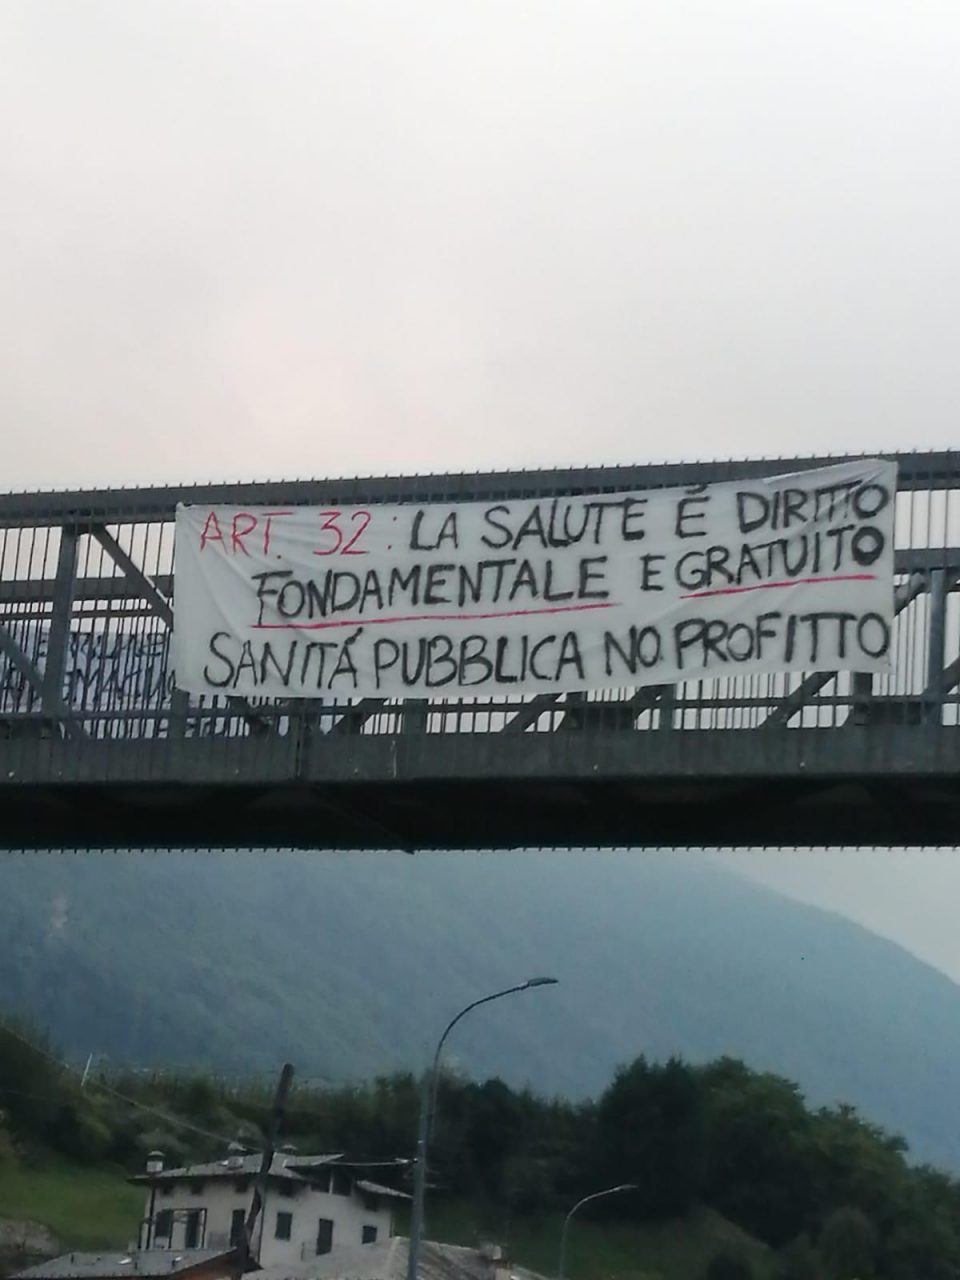 ART. 32: LA SALUTE É DIRITTO
FONDAMENTALE E GRATUITO
SANITÁ PUBBLICA NO PROFITTO